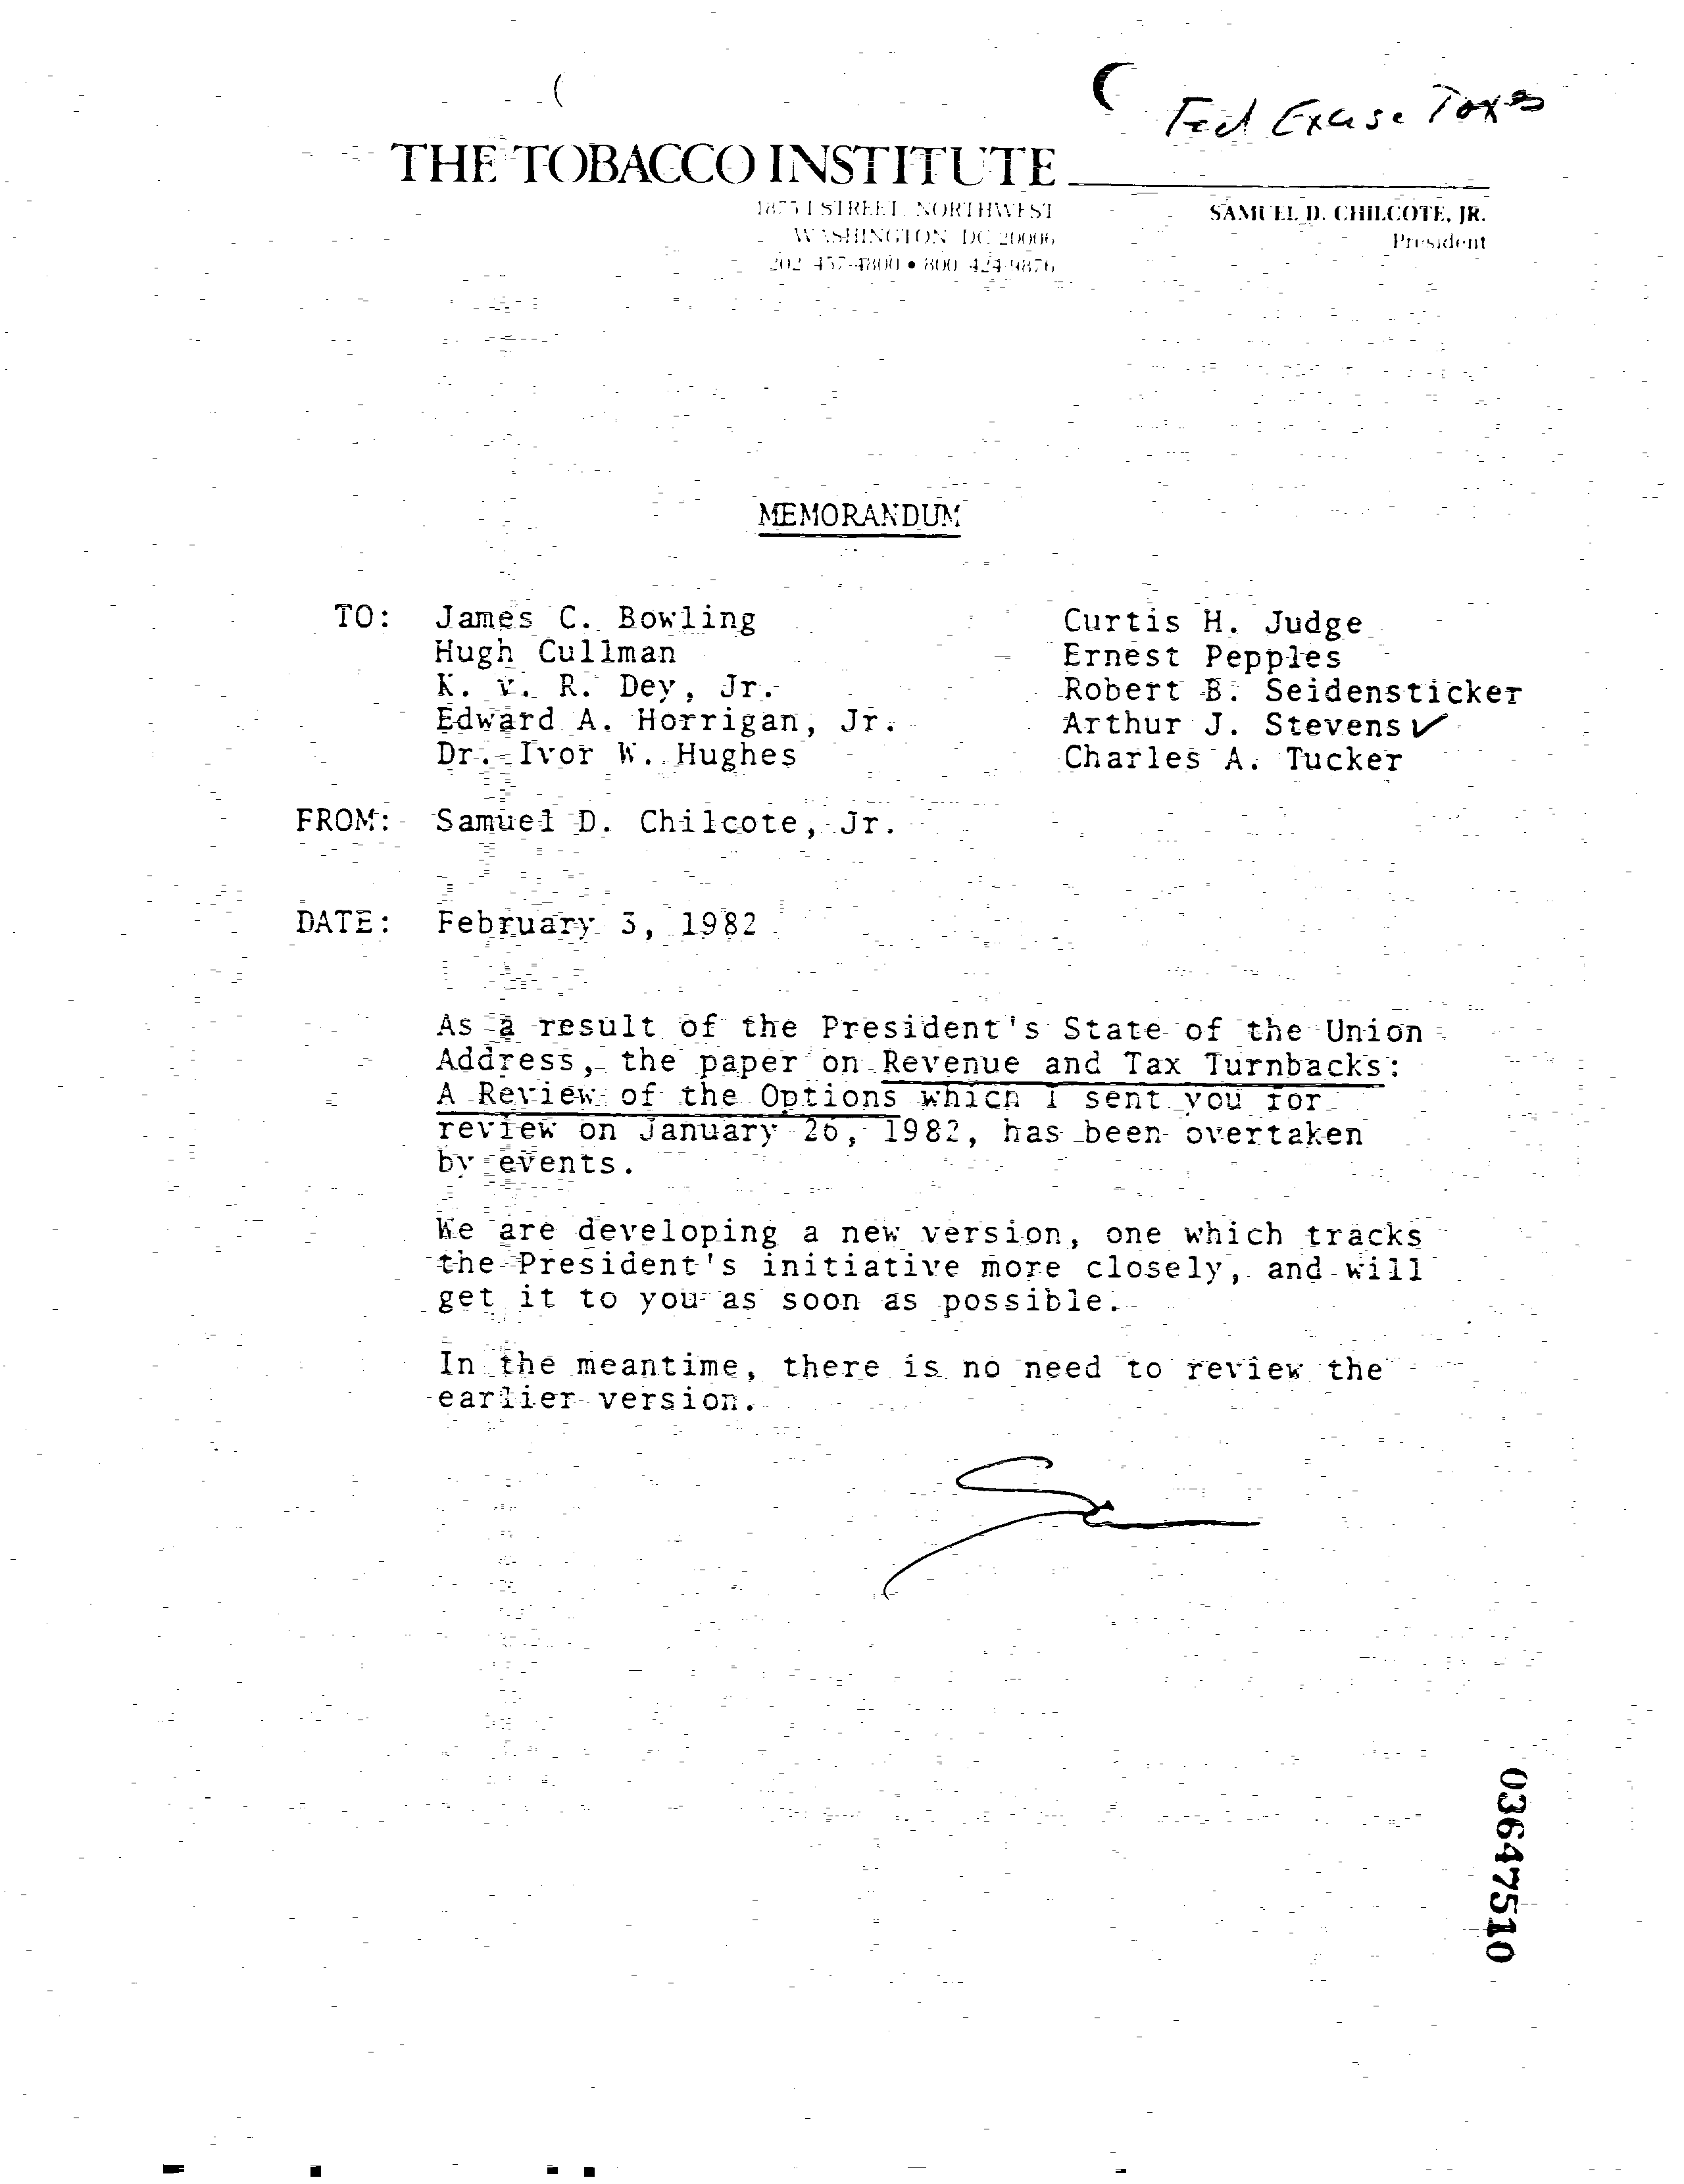 Fed Excise Taxes
THE TOBACCO INSTITUTE
1875 I STREET, NORTHWEST
WASHINGTON, DC 20006
202/457-4800 • 800/424-9876
SAMUEL D. CHILCOTE, JR.
President
MEMORANDUM
TO: James C. Bowling
Hugh Cullman
K. V. R. Dey, Jr.
Edward A. Horrigan, Jr.
Dr. Ivor W. Hughes
Curtis H. Judge
Ernest Pepples
Robert B. Seidensticker
Arthur J. Stevens ✓
Charles A. Tucker
FROM: Samuel D. Chilcote, Jr.
DATE: February 3, 1982
As a result of the President's State of the Union
Address, the paper on Revenue and Tax Turnbacks:
A Review of the Options which I sent you for
review on January 26, 1982, has been overtaken
by events.
We are developing a new version, one which tracks
the President's initiative more closely, and will
get it to you as soon as possible.
In the meantime, there is no need to review the
earlier version.
03647510